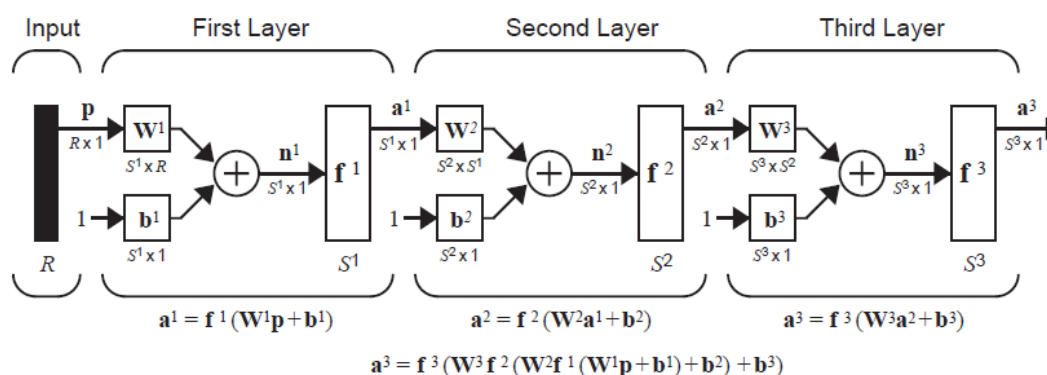 Input First Layer Second Layer Third Layer
p a¹ a² a³
W¹ W² W³
R x 1 S¹ x 1 S² x 1 S³ x 1
S¹ x R n¹ S² x S¹ n² S³ x S² n³
f ¹ f ² f ³
S¹ x 1 S² x 1 S³ x 1
1 b¹ 1 b² 1 b³
S¹ x 1 S² x 1 S³ x 1
R S¹ S² S³
a¹ = f ¹ (W¹p + b¹) a² = f ² (W²a¹ + b²) a³ = f ³ (W³a² + b³)
a³ = f ³ (W³ f ² (W² f ¹ (W¹p + b¹) + b²) + b³)